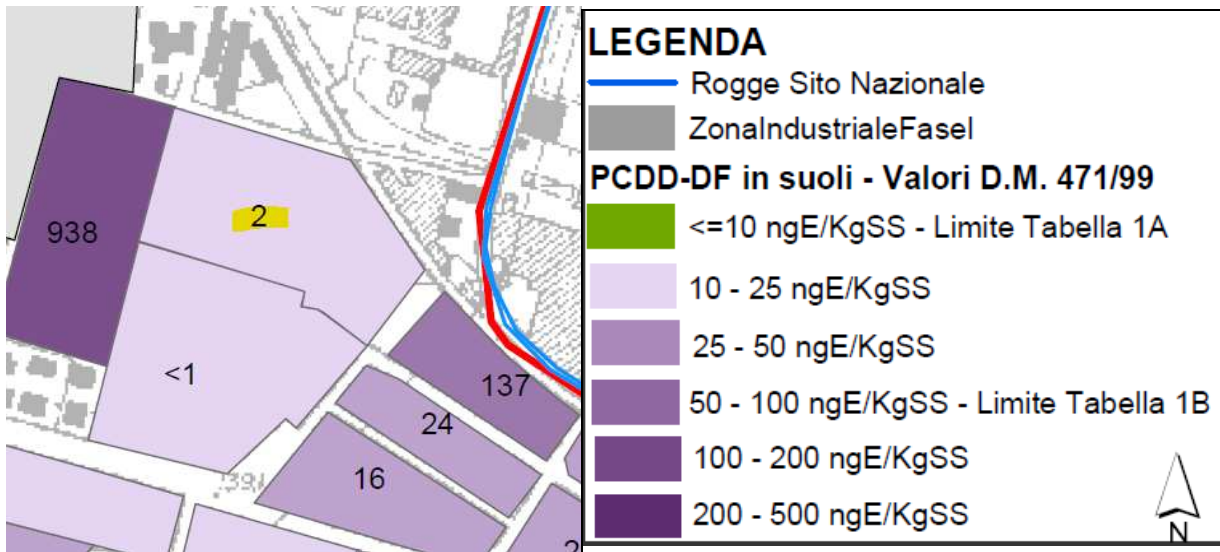 2
938
<1
137
24
16
LEGENDA
Rogge Sito Nazionale
ZonaIndustrialeFaseI
PCDD-DF in suoli - Valori D.M. 471/99
<=10 ngE/KgSS - Limite Tabella 1A
10 - 25 ngE/KgSS
25 - 50 ngE/KgSS
50 - 100 ngE/KgSS - Limite Tabella 1B
100 - 200 ngE/KgSS
200 - 500 ngE/KgSS
N